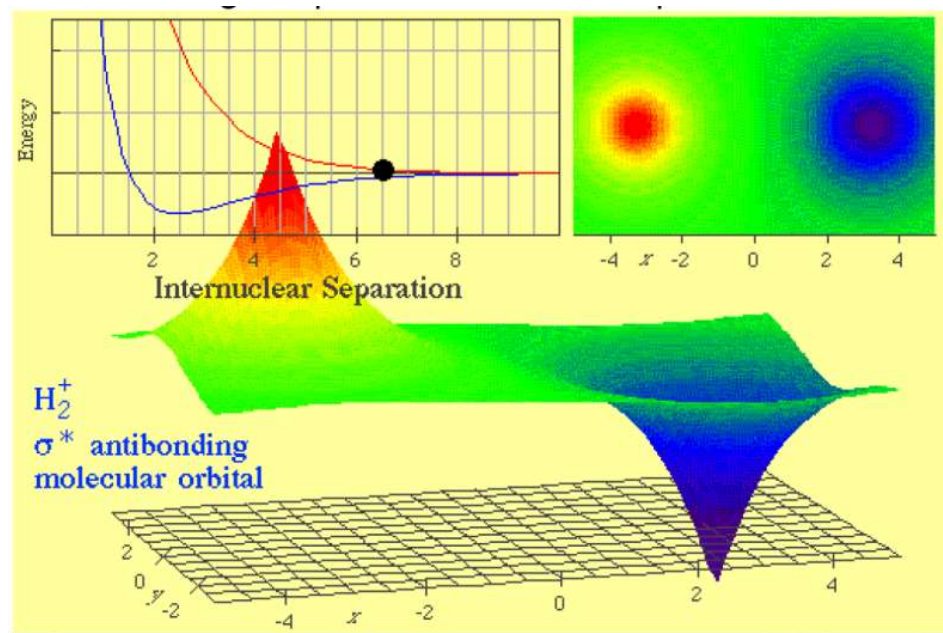 Energy
2 4 6 8
Internuclear Separation
-4 x -2 0 2 4
H₂⁺
σ* antibonding
molecular orbital
2
0
y -2
-4 x -2 0 2 4